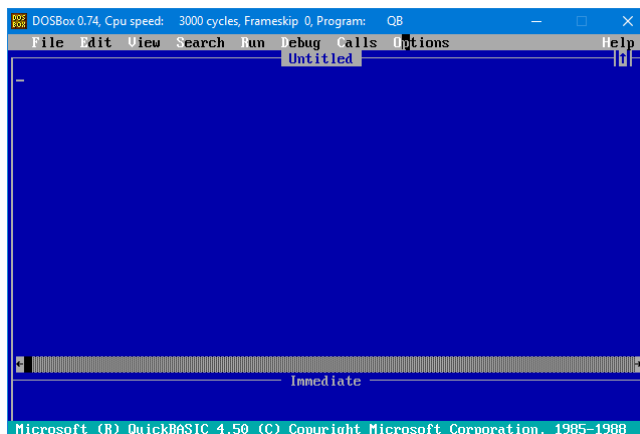 DOSBox 0.74, Cpu speed: 3000 cycles, Frameskip 0, Program: QB
File Edit View Search Run Debug Calls Options Help
Untitled
Immediate
Microsoft (R) QuickBASIC 4.50 (C) Copyright Microsoft Corporation, 1985-1988